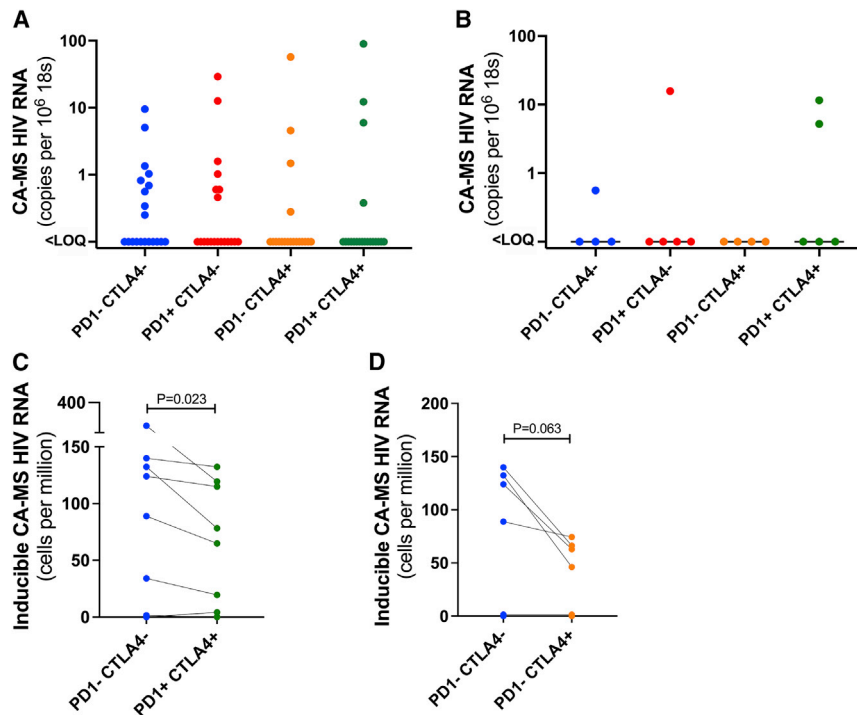 A
CA-MS HIV RNA
(copies per 10⁶ 18s)
100
10
1
<LOQ
PD1- CTLA4-
PD1+ CTLA4-
PD1- CTLA4+
PD1+ CTLA4+
B
CA-MS HIV RNA
(copies per 10⁶ 18s)
100
10
1
<LOQ
PD1- CTLA4-
PD1+ CTLA4-
PD1- CTLA4+
PD1+ CTLA4+
C
Inducible CA-MS HIV RNA
(cells per million)
400
150
100
50
0
P=0.023
PD1- CTLA4-
PD1+ CTLA4+
D
Inducible CA-MS HIV RNA
(cells per million)
200
150
100
50
0
P=0.063
PD1- CTLA4-
PD1- CTLA4+